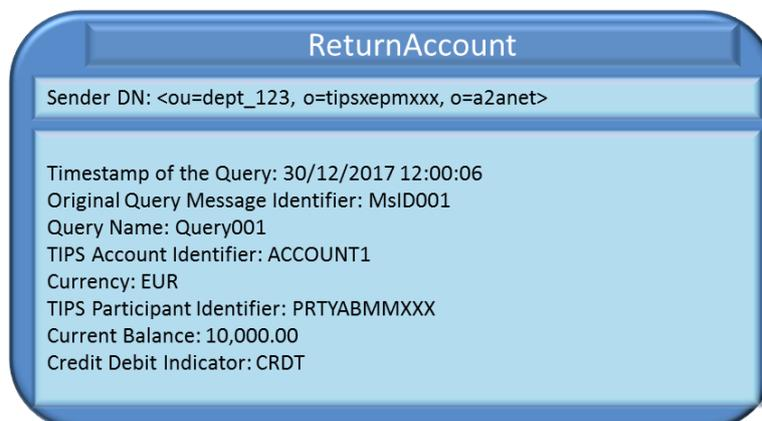 ReturnAccount
Sender DN: <ou=dept_123, o=tipsxepmxxx, o=a2anet>
Timestamp of the Query: 30/12/2017 12:00:06
Original Query Message Identifier: MsID001
Query Name: Query001
TIPS Account Identifier: ACCOUNT1
Currency: EUR
TIPS Participant Identifier: PRTYABMMXXX
Current Balance: 10,000.00
Credit Debit Indicator: CRDT